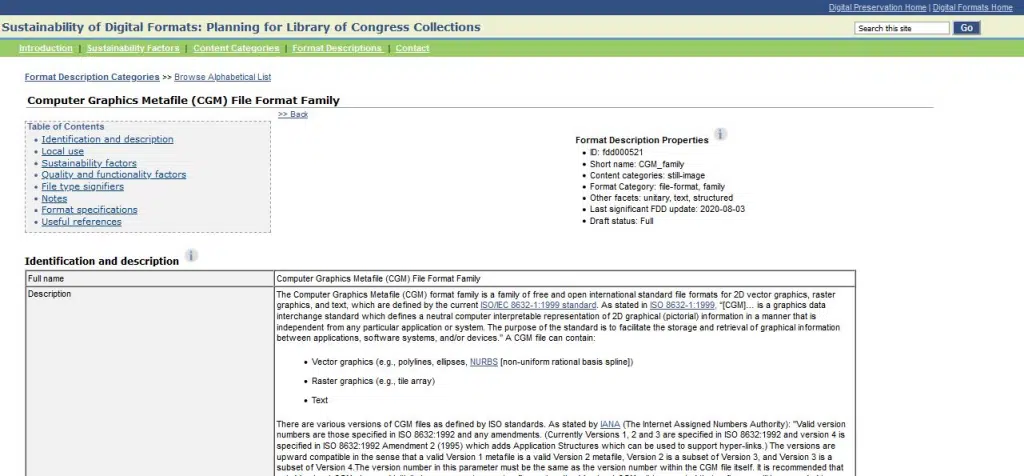 Digital Preservation Home | Digital Formats Home
Sustainability of Digital Formats: Planning for Library of Congress Collections
Search this site
Go
Introduction | Sustainability Factors | Content Categories | Format Descriptions | Contact
Format Description Categories >> Browse Alphabetical List
Computer Graphics Metafile (CGM) File Format Family
>> Back
Table of Contents
• Identification and description
• Local use
• Sustainability factors
• Quality and functionality factors
• File type signifiers
• Notes
• Format specifications
• Useful references
Format Description Properties i
• ID: fdd000521
• Short name: CGM_family
• Content categories: still-image
• Format Category: file-format, family
• Other facets: unitary, text, structured
• Last significant FDD update: 2020-08-03
• Draft status: Full
Identification and description i
Full name
Computer Graphics Metafile (CGM) File Format Family
Description
The Computer Graphics Metafile (CGM) format family is a family of free and open international standard file formats for 2D vector graphics, raster
graphics, and text, which are defined by the current ISO/IEC 8632-1:1999 standard. As stated in ISO 8632-1:1999, "[CGM]... is a graphics data
interchange standard which defines a neutral computer interpretable representation of 2D graphical (pictorial) information in a manner that is
independent from any particular application or system. The purpose of the standard is to facilitate the storage and retrieval of graphical information
between applications, software systems, and/or devices." A CGM file can contain:
• Vector graphics (e.g., polylines, ellipses, NURBS [non-uniform rational basis spline])
• Raster graphics (e.g., tile array)
• Text
There are various versions of CGM files as defined by ISO standards. As stated by IANA (The Internet Assigned Numbers Authority): "Valid version
numbers are those specified in ISO 8632:1992 and any amendments. (Currently Versions 1, 2 and 3 are specified in ISO 8632:1992 and version 4 is
specified in ISO 8632:1992 Amendment 2 (1995) which adds Application Structures which can be used to support hyper-links.) The versions are
upward compatible in the sense that a valid Version 1 metafile is a valid Version 2 metafile, Version 2 is a subset of Version 3, and Version 3 is a
subset of Version 4.The version number in this parameter must be the same as the version number within the CGM file itself. It is recommended that